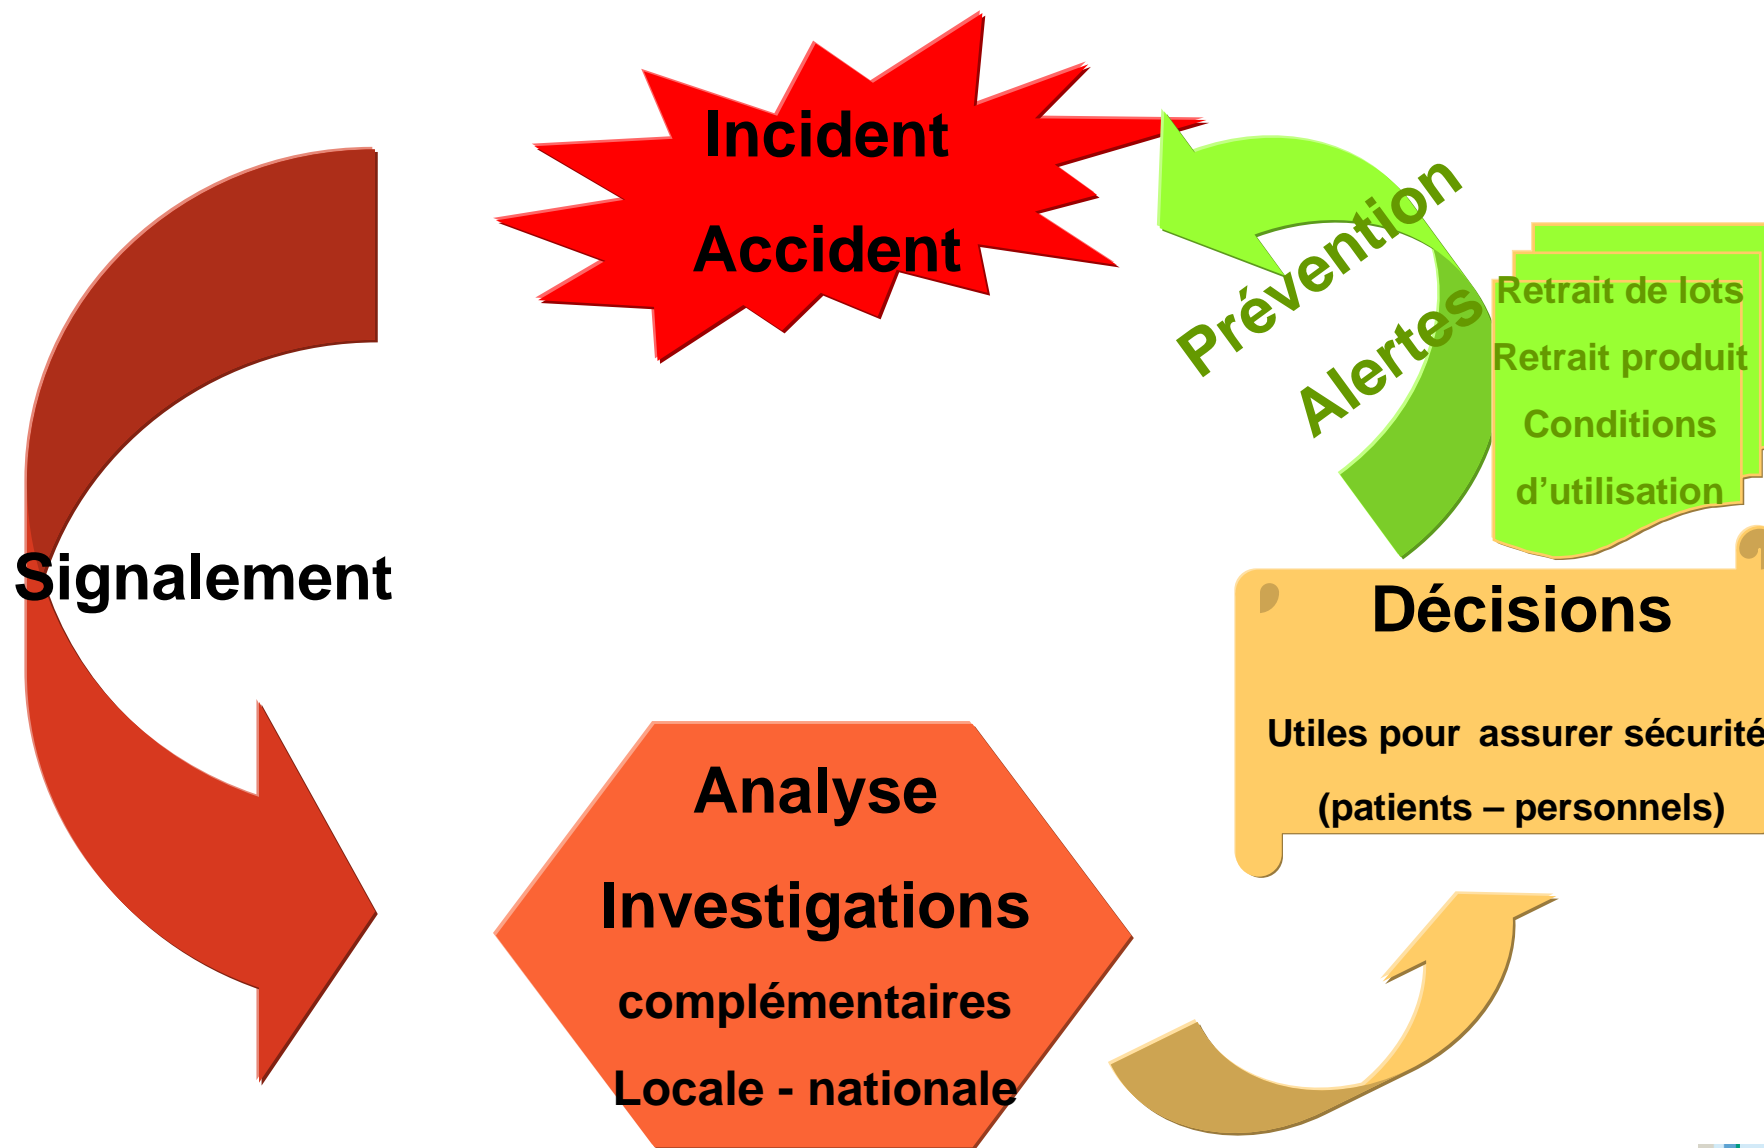 Incident
Accident
Signalement
Analyse
Investigations
complémentaires
Locale - nationale
Décisions
Utiles pour assurer sécurité
(patients – personnels)
Prévention
Alertes
Retrait de lots
Retrait produit
Conditions
d’utilisation